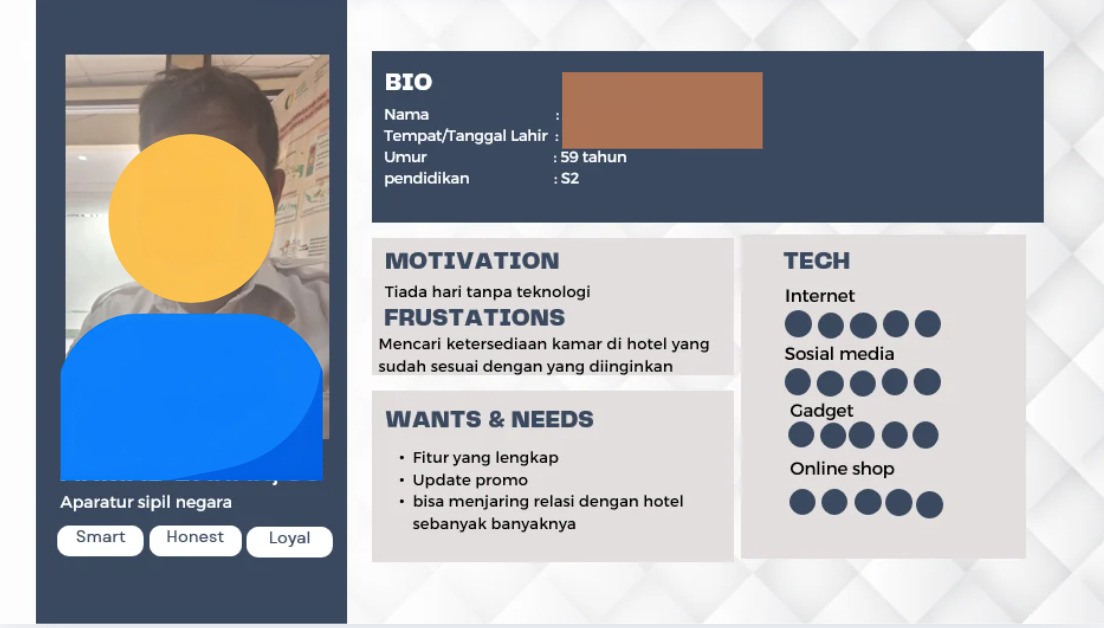 BIO
Nama :
Tempat/Tanggal Lahir :
Umur : 59 tahun
pendidikan : S2
MOTIVATION
Tiada hari tanpa teknologi
FRUSTATIONS
Mencari ketersediaan kamar di hotel yang
sudah sesuai dengan yang diinginkan
WANTS & NEEDS
• Fitur yang lengkap
• Update promo
• bisa menjaring relasi dengan hotel
sebanyak banyaknya
TECH
Internet
Sosial media
Gadget
Online shop
Aparatur sipil negara
Smart
Honest
Loyal